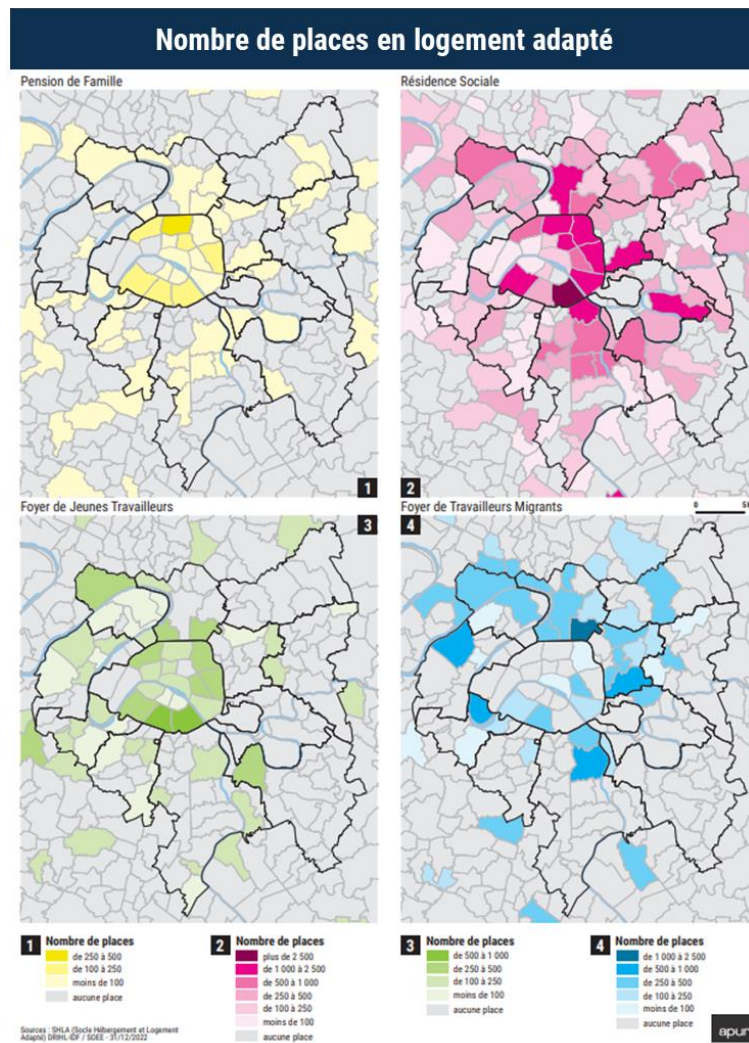 Nombre de places en logement adapté
Pension de Famille
Résidence Sociale
1
2
Foyer de Jeunes Travailleurs
3
Foyer de Travailleurs Migrants
4
0
1 Nombre de places
de 250 à 500
de 100 à 250
moins de 100
aucune place
2 Nombre de places
plus de 2 500
de 1 000 à 2 500
de 500 à 1 000
de 250 à 500
de 100 à 250
moins de 100
aucune place
3 Nombre de places
de 500 à 1 000
de 250 à 500
de 100 à 250
moins de 100
aucune place
4 Nombre de places
de 1 000 à 2 500
de 500 à 1 000
de 250 à 500
de 100 à 250
moins de 100
aucune place
Sources : SHLA (Socle Hébergement et Logement
Adapté) DRIHL-IDF / SOEE - 31/12/2022
apur